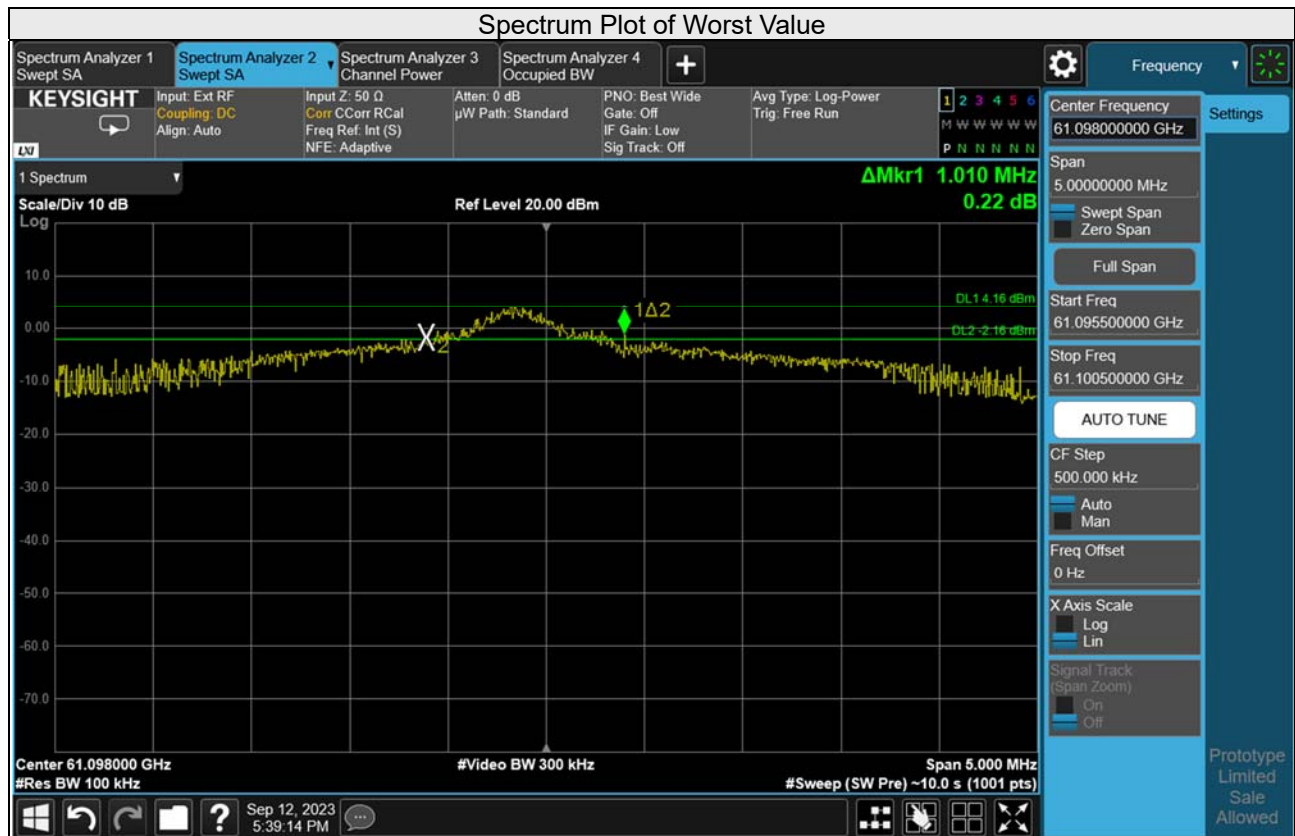 Spectrum Plot of Worst Value
Spectrum Analyzer 1
Swept SA
Spectrum Analyzer 2
Swept SA
Spectrum Analyzer 3
Channel Power
Spectrum Analyzer 4
Occupied BW
+
Frequency
KEYSIGHT
LXI
Input: Ext RF
Coupling: DC
Align: Auto
Input Z: 50 Ω
Corr CCorr RCal
Freq Ref: Int (S)
NFE: Adaptive
Atten: 0 dB
µW Path: Standard
PNO: Best Wide
Gate: Off
IF Gain: Low
Sig Track: Off
Avg Type: Log-Power
Trig: Free Run
1 2 3 4 5 6
M W W W W W
P N N N N N
1 Spectrum
Scale/Div 10 dB
Ref Level 20.00 dBm
ΔMkr1 1.010 MHz
0.22 dB
Log
10.0
0.00
-10.0
-20.0
-30.0
-40.0
-50.0
-60.0
-70.0
DL1 4.16 dBm
1Δ2
DL2 -2.16 dBm
X2
Center 61.098000 GHz
#Video BW 300 kHz
Span 5.000 MHz
#Res BW 100 kHz
#Sweep (SW Pre) ~10.0 s (1001 pts)
Center Frequency
61.098000000 GHz
Settings
Span
5.00000000 MHz
Swept Span
Zero Span
Full Span
Start Freq
61.095500000 GHz
Stop Freq
61.100500000 GHz
AUTO TUNE
CF Step
500.000 kHz
Auto
Man
Freq Offset
0 Hz
X Axis Scale
Log
Lin
Signal Track
(Span Zoom)
On
Off
Prototype
Limited
Sale
Allowed
?
Sep 12, 2023
5:39:14 PM